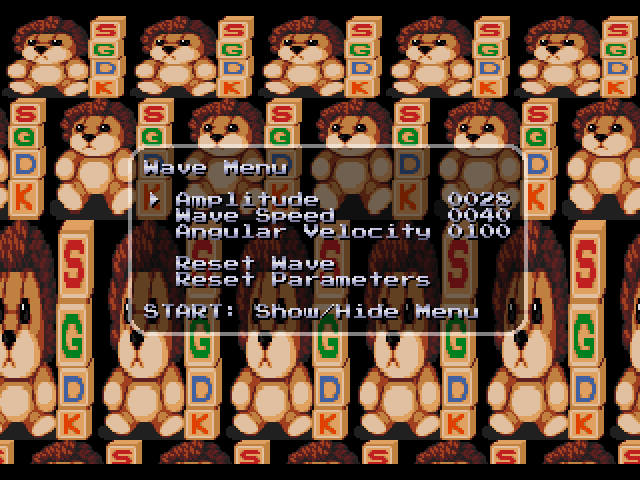 S S S S S
G G G G G
D D D D D
K K K K K
S S S S S
G G G G G
D D D D D
K K K K K
Wave Menu
Amplitude 0028
Wave Speed 0040
Angular Velocity 0100
Reset Wave
Reset Parameters
START: Show/Hide Menu
S S S S S
G G G G G
D D D D D
K K K K K
S S S S S